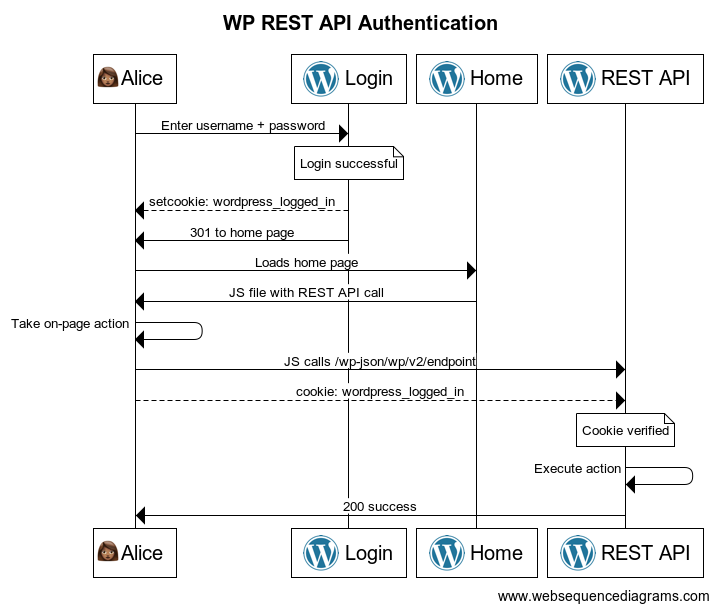 WP REST API Authentication
Alice
Login
Home
REST API
Enter username + password
Login successful
setcookie: wordpress_logged_in
301 to home page
Loads home page
JS file with REST API call
Take on-page action
JS calls /wp-json/wp/v2/endpoint
cookie: wordpress_logged_in
Cookie verified
Execute action
200 success
Alice
Login
Home
REST API
www.websequencediagrams.com